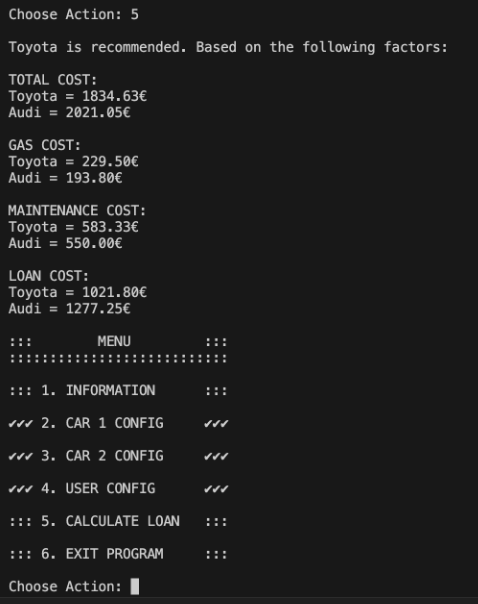 Choose Action: 5
Toyota is recommended. Based on the following factors:
TOTAL COST:
Toyota = 1834.63€
Audi = 2021.05€
GAS COST:
Toyota = 229.50€
Audi = 193.80€
MAINTENANCE COST:
Toyota = 583.33€
Audi = 550.00€
LOAN COST:
Toyota = 1021.80€
Audi = 1277.25€
::: MENU :::
:::::::::::::::::::::::::::
::: 1. INFORMATION :::
✔✔✔ 2. CAR 1 CONFIG ✔✔✔
✔✔✔ 3. CAR 2 CONFIG ✔✔✔
✔✔✔ 4. USER CONFIG ✔✔✔
::: 5. CALCULATE LOAN :::
::: 6. EXIT PROGRAM :::
Choose Action: